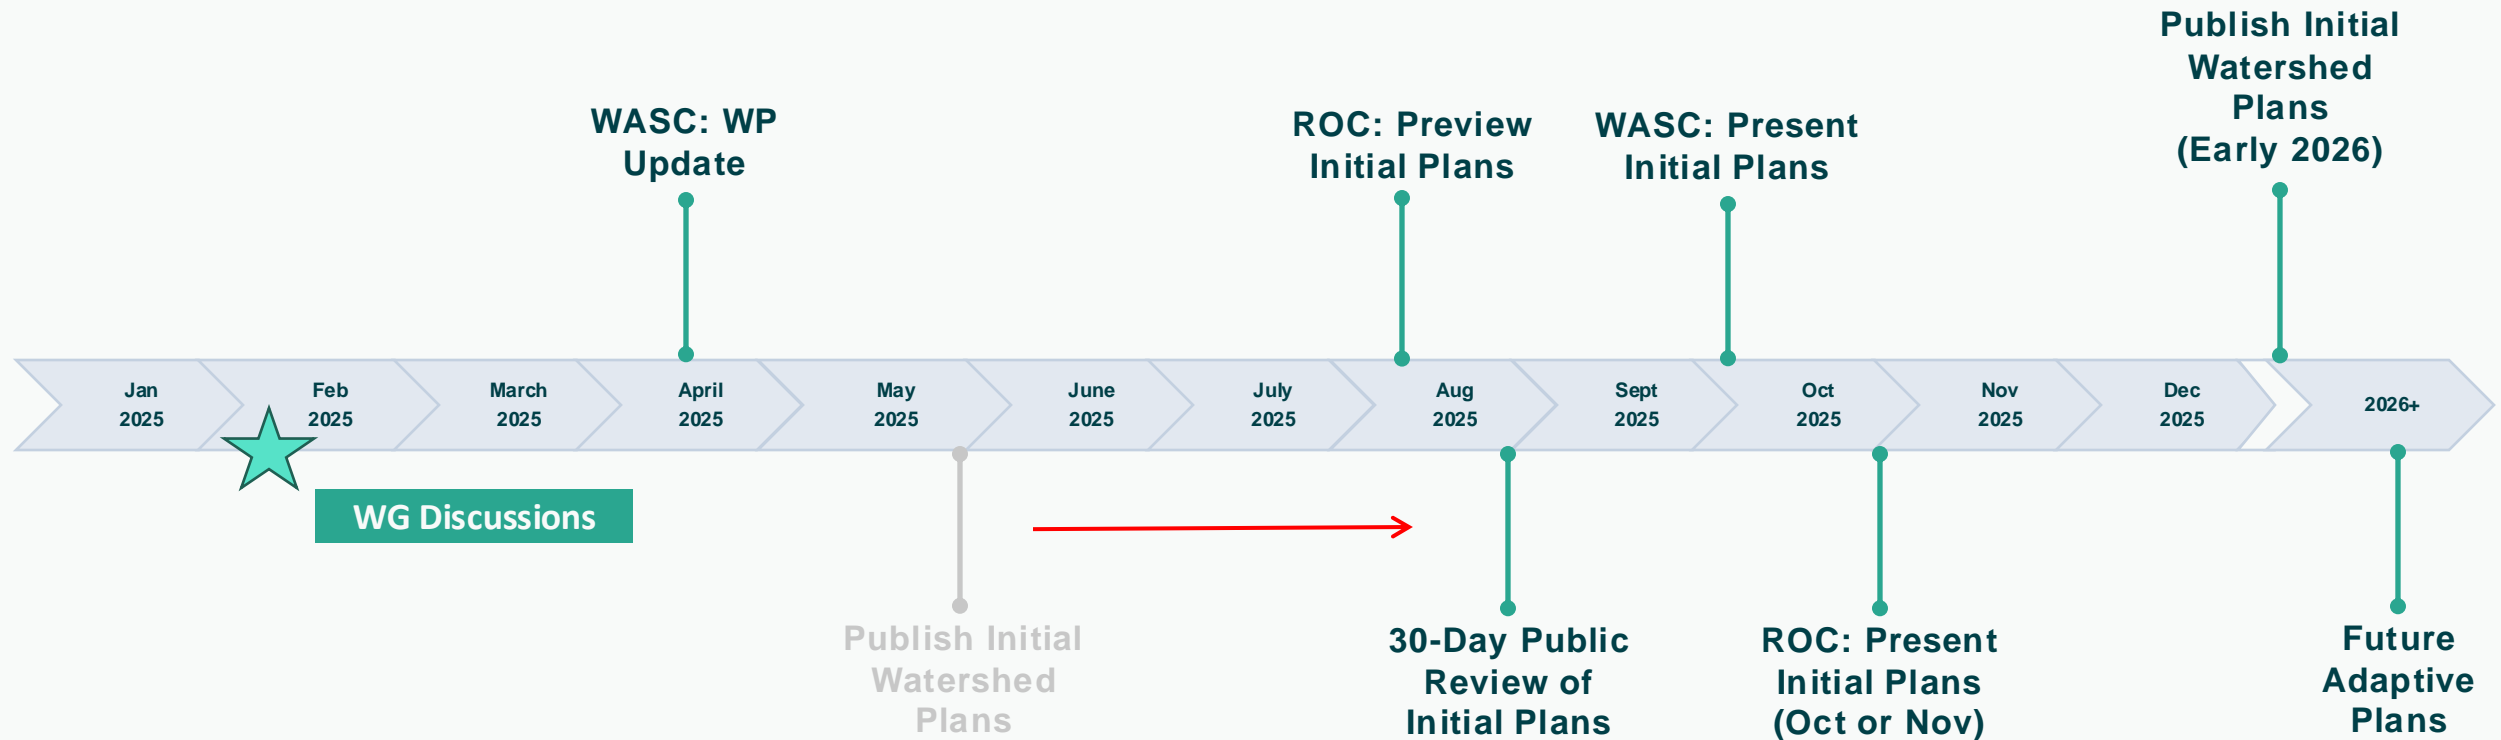 Publish Initial
Watershed
Plans
(Early 2026)
WASC: WP
Update
ROC: Preview
Initial Plans
WASC: Present
Initial Plans
Jan
2025
Feb
2025
March
2025
April
2025
May
2025
June
2025
July
2025
Aug
2025
Sept
2025
Oct
2025
Nov
2025
Dec
2025
2026+
WG Discussions
Publish Initial
Watershed
Plans
30-Day Public
Review of
Initial Plans
ROC: Present
Initial Plans
(Oct or Nov)
Future
Adaptive
Plans